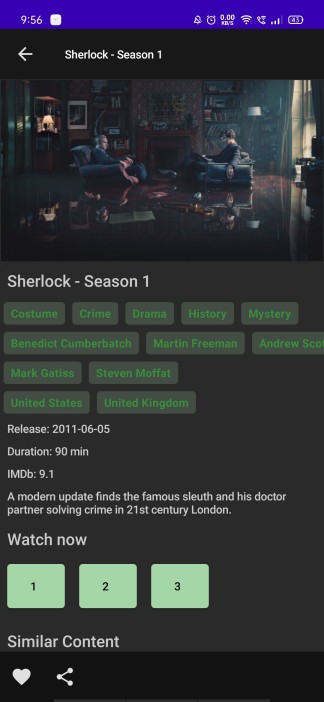 9:56
0.00
KB/S
43
Sherlock - Season 1
Sherlock - Season 1
Costume Crime Drama History Mystery
Benedict Cumberbatch Martin Freeman Andrew Scot
Mark Gatiss Steven Moffat
United States United Kingdom
Release: 2011-06-05
Duration: 90 min
IMDb: 9.1
A modern update finds the famous sleuth and his doctor
partner solving crime in 21st century London.
Watch now
1 2 3
Similar Content